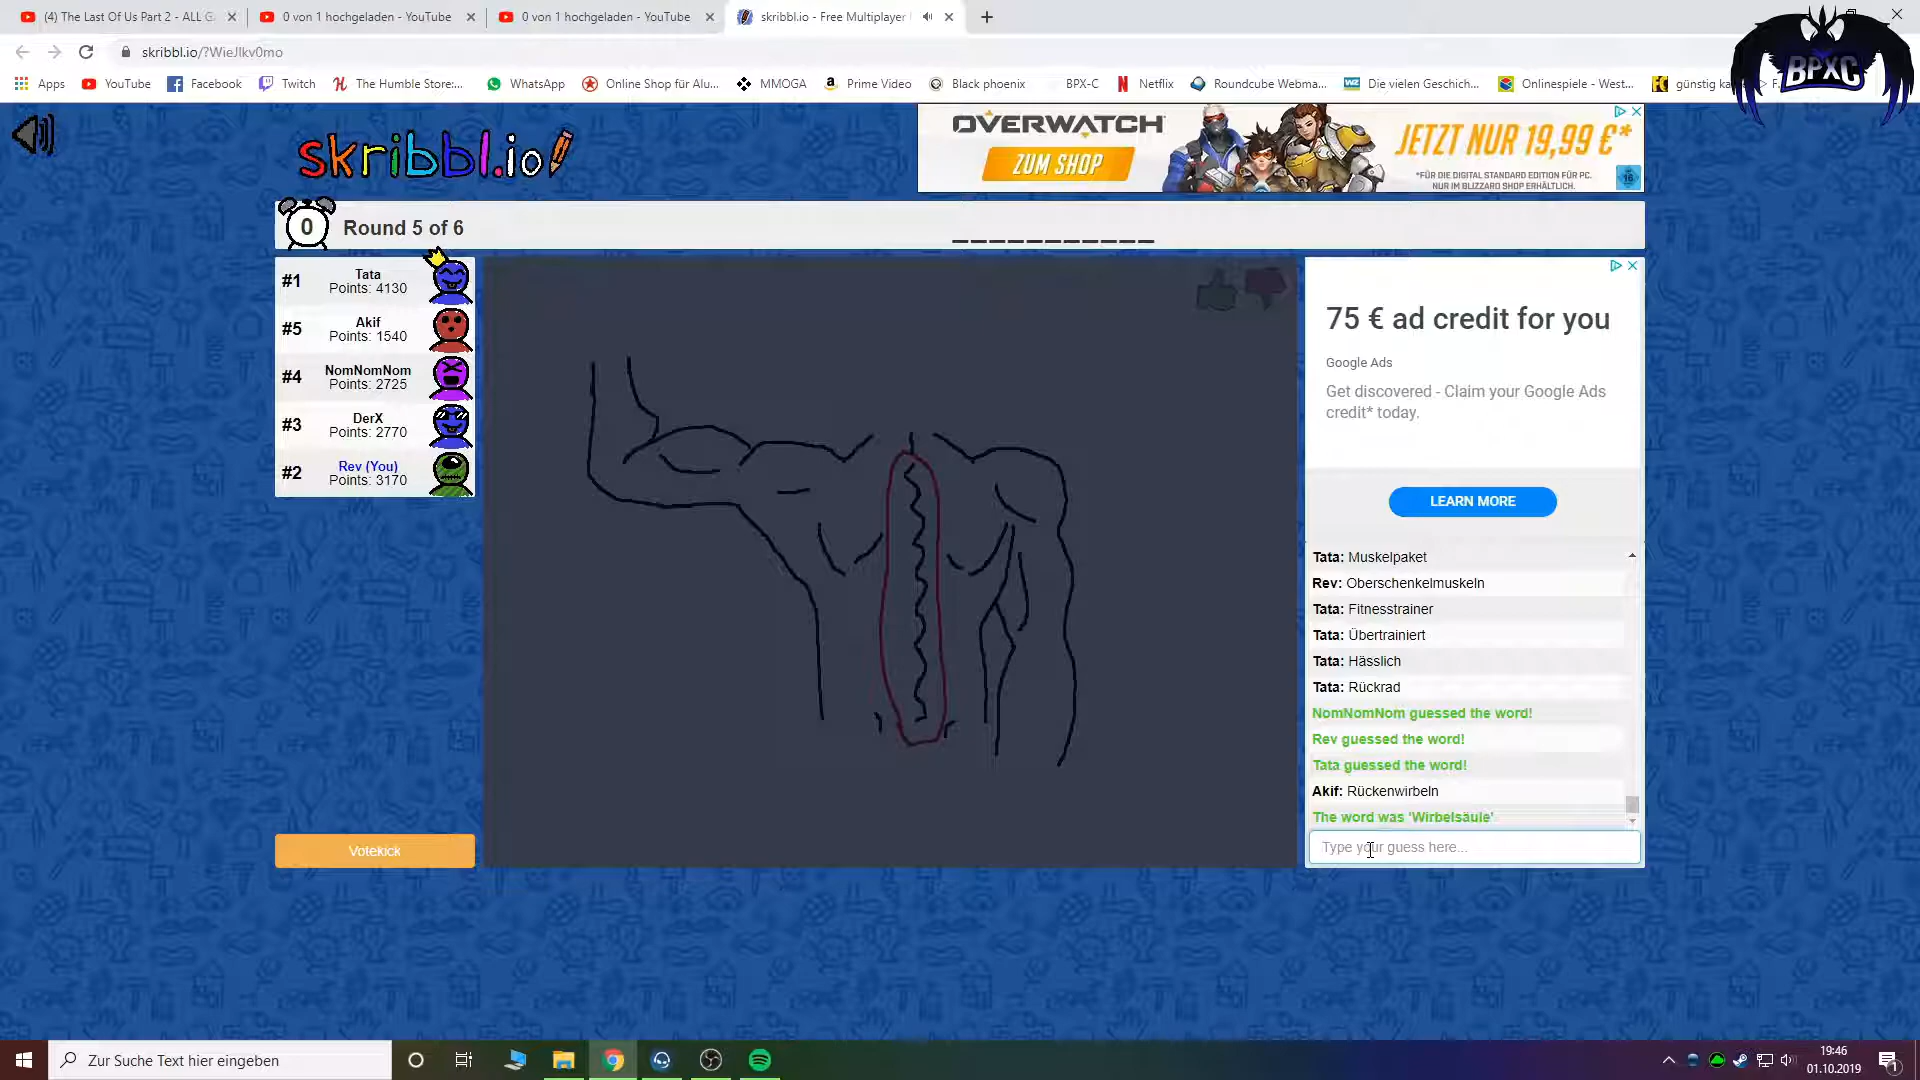 (4) The Last Of Us Part 2 - ALL G
0 von 1 hochgeladen - YouTube
0 von 1 hochgeladen - YouTube
skribbl.io - Free Multiplayer
skribbl.io/?WieJlkv0mo
Apps
YouTube
Facebook
Twitch
The Humble Store:...
WhatsApp
Online Shop für Alu...
MMOGA
Prime Video
Black phoenix
BPX-C
Netflix
Roundcube Webma...
Die vielen Geschich...
Onlinespiele - West...
günstig ka
BPXC
skribbl.io
OVERWATCH
ZUM SHOP
JETZT NUR 19,99 €*
*FÜR DIE DIGITAL STANDARD EDITION FÜR PC.
NUR IM BLIZZARD SHOP ERHÄLTLICH.
16
0
Round 5 of 6
___________
#1
Tata
Points: 4130
#5
Akif
Points: 1540
#4
NomNomNom
Points: 2725
#3
DerX
Points: 2770
#2
Rev (You)
Points: 3170
Votekick
75 € ad credit for you
Google Ads
Get discovered - Claim your Google Ads
credit* today.
LEARN MORE
Tata: Muskelpaket
Rev: Oberschenkelmuskeln
Tata: Fitnesstrainer
Tata: Übertrainiert
Tata: Hässlich
Tata: Rückrad
NomNomNom guessed the word!
Rev guessed the word!
Tata guessed the word!
Akif: Rückenwirbeln
The word was 'Wirbelsäule'
Type your guess here...
Zur Suche Text hier eingeben
19:46
01.10.2019
1